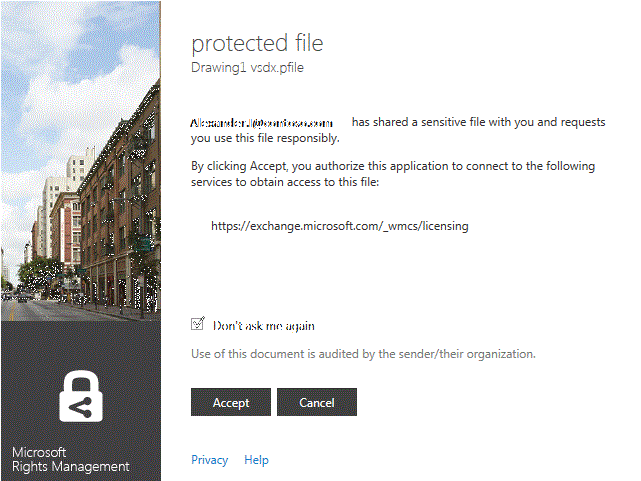 protected file
Drawing1 vsdx.pfile
has shared a sensitive file with you and requests
you use this file responsibly.
By clicking Accept, you authorize this application to connect to the following
services to obtain access to this file:
https://exchange.microsoft.com/_wmcs/licensing
Don't ask me again
Use of this document is audited by the sender/their organization.
Accept Cancel
Microsoft
Rights Management
Privacy Help